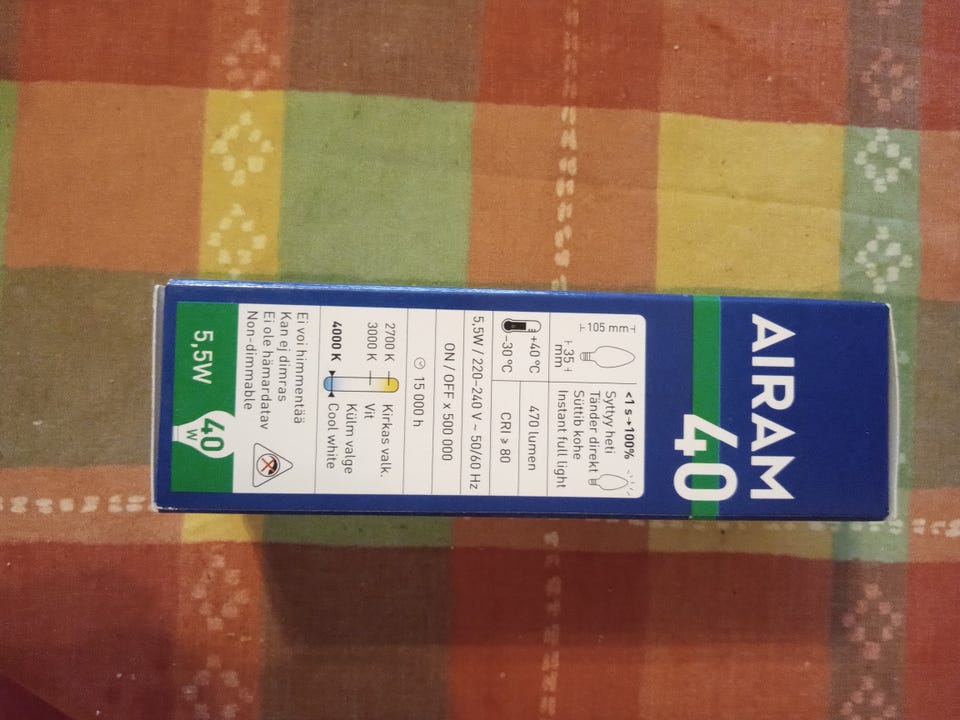 AIRAM
40
105 mm
35
mm
<1 s→100%
Syttyy heti
Tänder direkt
Süttib kohe
Instant full light
+40 ºC
-30 ºC
470 lumen
CRI ≥ 80
5,5W / 220-240 V ~ 50/60 Hz
ON / OFF x 500 000
15 000 h
2700 K
3000 K
4000 K
Kirkas valk.
Vit
Külm valge
Cool white
Ei voi himmentää
Kan ej dimras
Ei ole hämardatav
Non-dimmable
5,5W
40
W